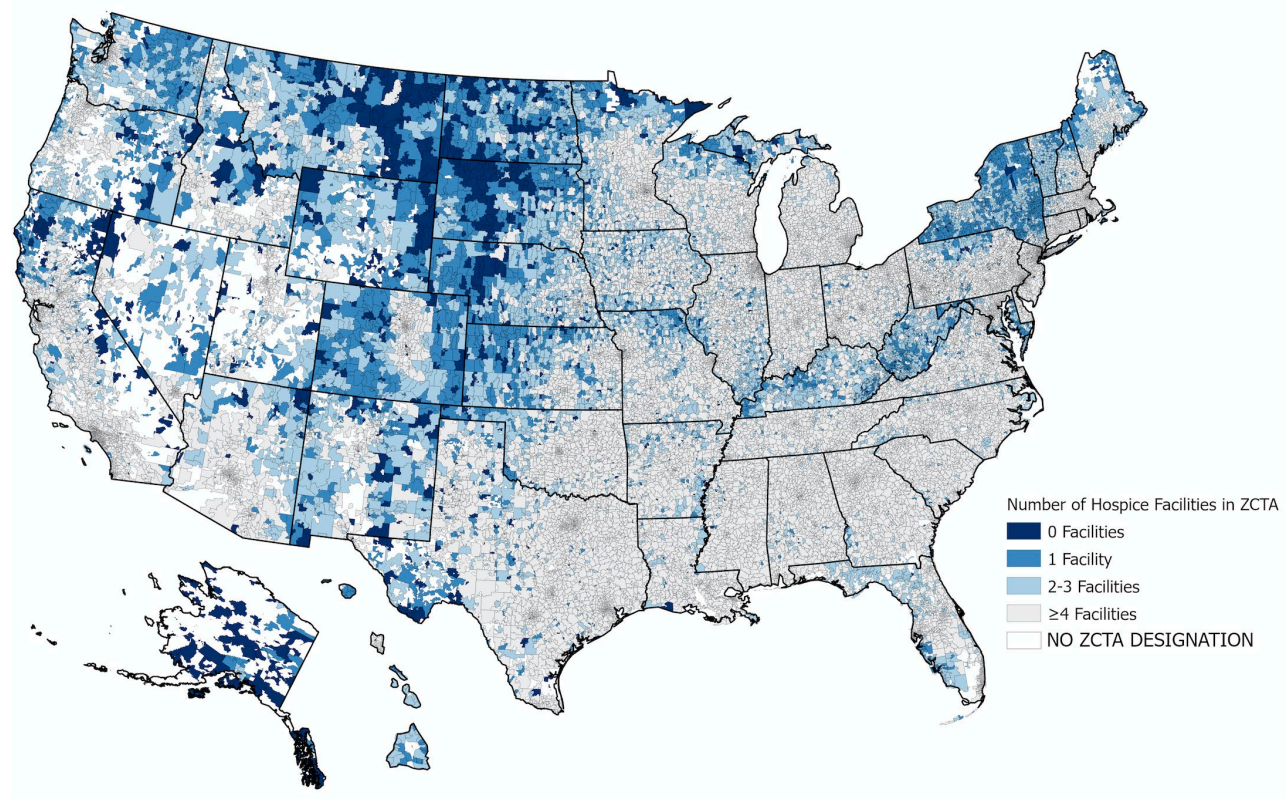 Number of Hospice Facilities in ZCTA
0 Facilities
1 Facility
2-3 Facilities
≥4 Facilities
NO ZCTA DESIGNATION